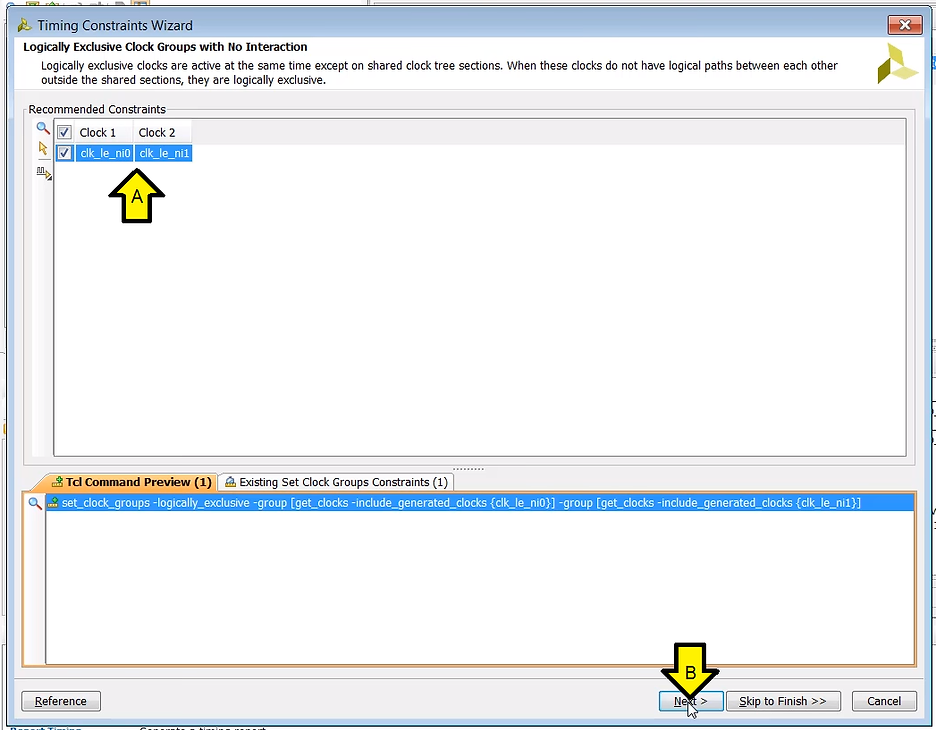 Timing Constraints Wizard
Logically Exclusive Clock Groups with No Interaction
Logically exclusive clocks are active at the same time except on shared clock tree sections. When these clocks do not have logical paths between each other
outside the shared sections, they are logically exclusive.
Recommended Constraints
Clock 1 Clock 2
clk_le_ni0 clk_le_ni1
A
Tcl Command Preview (1) Existing Set Clock Groups Constraints (1)
set_clock_groups -logically_exclusive -group [get_clocks -include_generated_clocks {clk_le_ni0}] -group [get_clocks -include_generated_clocks {clk_le_ni1}]
B
Reference Next > Skip to Finish >> Cancel